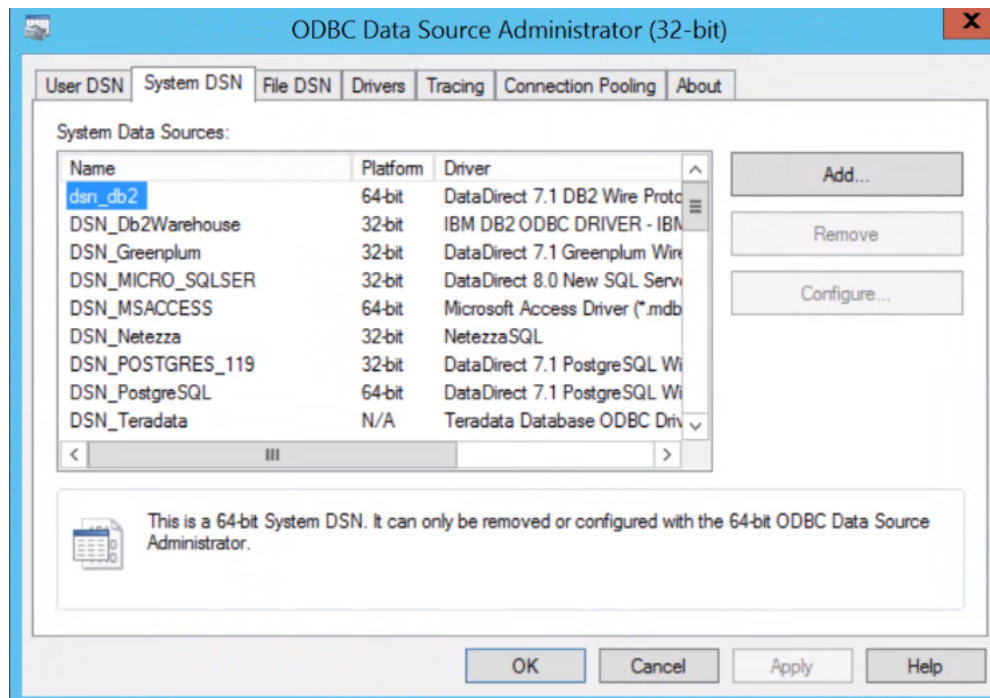 ODBC Data Source Administrator (32-bit)
x
User DSN System DSN File DSN Drivers Tracing Connection Pooling About
System Data Sources:
Name Platform Driver
dsn_db2 64-bit DataDirect 7.1 DB2 Wire Proto
DSN_Db2Warehouse 32-bit IBM DB2 ODBC DRIVER - IBM
DSN_Greenplum 32-bit DataDirect 7.1 Greenplum Wire
DSN_MICRO_SQLSER 32-bit DataDirect 8.0 New SQL Serve
DSN_MSACCESS 64-bit Microsoft Access Driver (*.mdb
DSN_Netezza 32-bit NetezzaSQL
DSN_POSTGRES_119 32-bit DataDirect 7.1 PostgreSQL Wi
DSN_PostgreSQL 64-bit DataDirect 7.1 PostgreSQL Wi
DSN_Teradata N/A Teradata Database ODBC Driv
Add...
Remove
Configure...
This is a 64-bit System DSN. It can only be removed or configured with the 64-bit ODBC Data Source
Administrator.
OK Cancel Apply Help